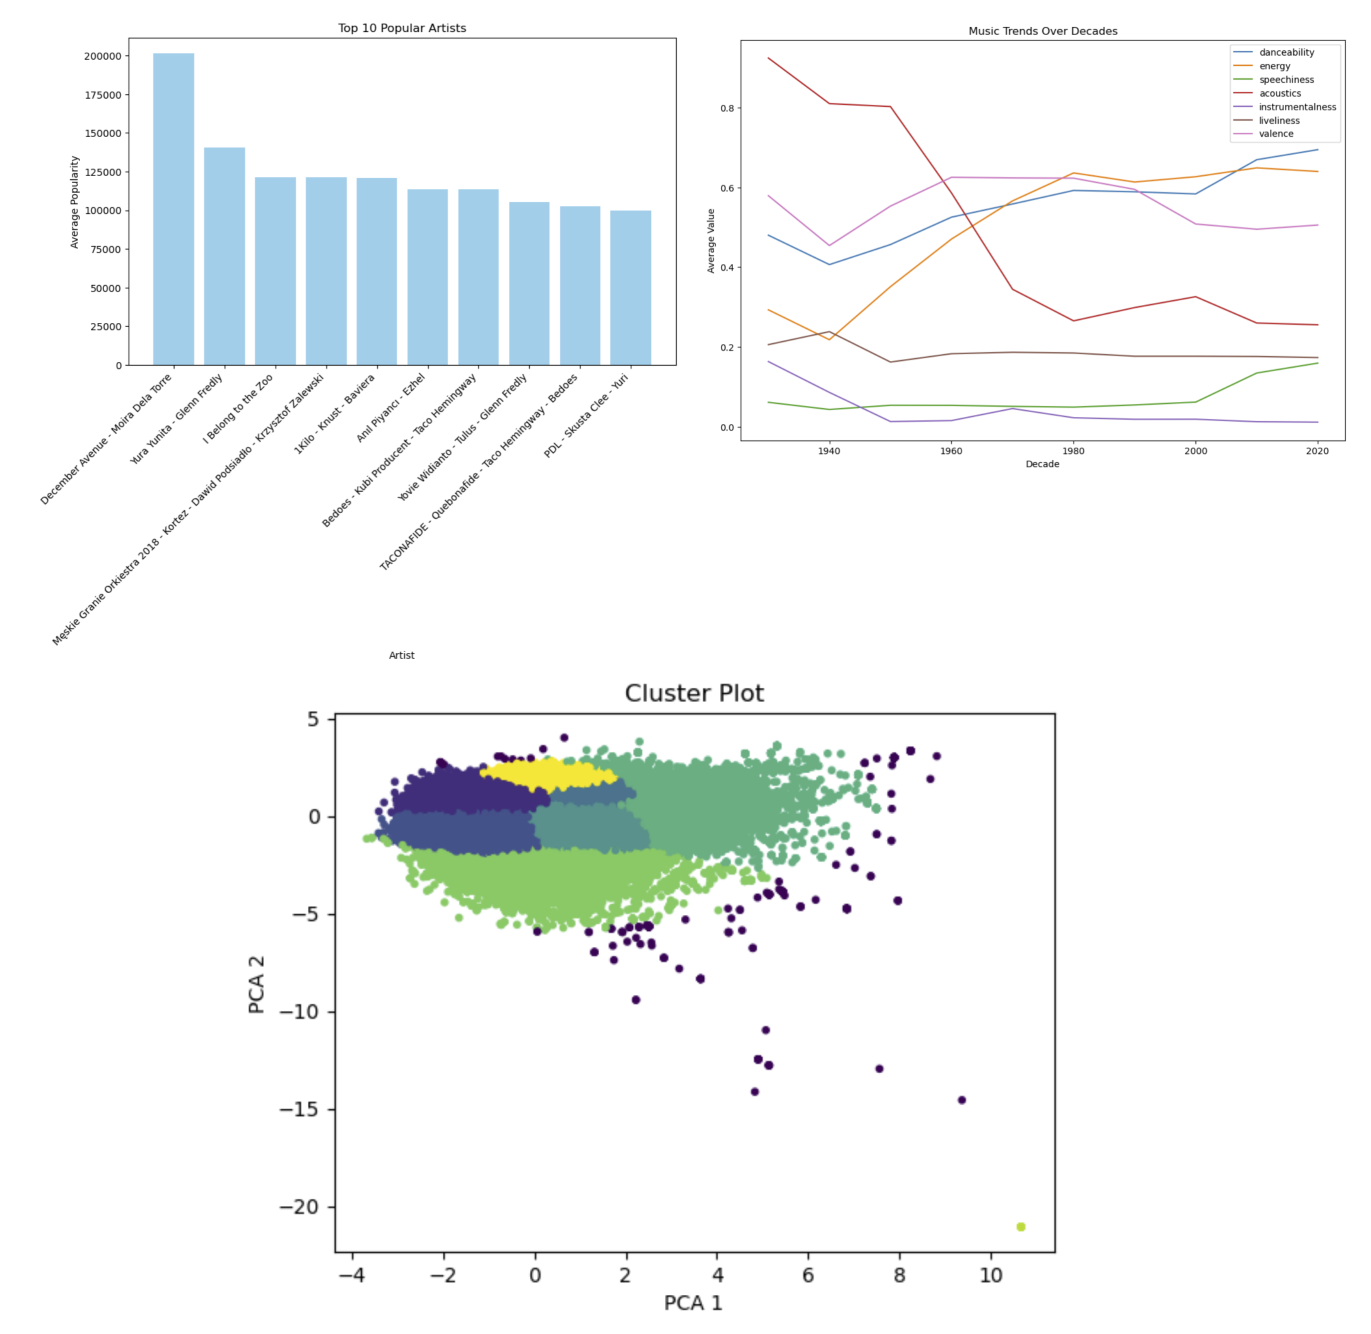 Top 10 Popular Artists
Average Popularity
200000
175000
150000
125000
100000
75000
50000
25000
0
December Avenue - Moira Dela Torre
Yura Yunita - Glenn Fredly
I Belong to the Zoo
Męskie Granie Orkiestra 2018 - Kortez - Dawid Podsiadło - Krzysztof Zalewski
1Kilo - Knust - Baviera
Anıl Piyancı - Ezhel
Bedoes - Kubi Producent - Taco Hemingway
Yovie Widianto - Tulus - Glenn Fredly
TACONAFIDE - Quebonafide - Taco Hemingway - Bedoes
PDL - Skusta Clee - Yuri
Artist
Music Trends Over Decades
danceability
energy
speechiness
acoustics
instrumentalness
liveliness
valence
Average Value
0.8
0.6
0.4
0.2
0.0
1940
1960
1980
2000
2020
Decade
Cluster Plot
PCA 2
5
0
−5
−10
−15
−20
−4
−2
0
2
4
6
8
10
PCA 1